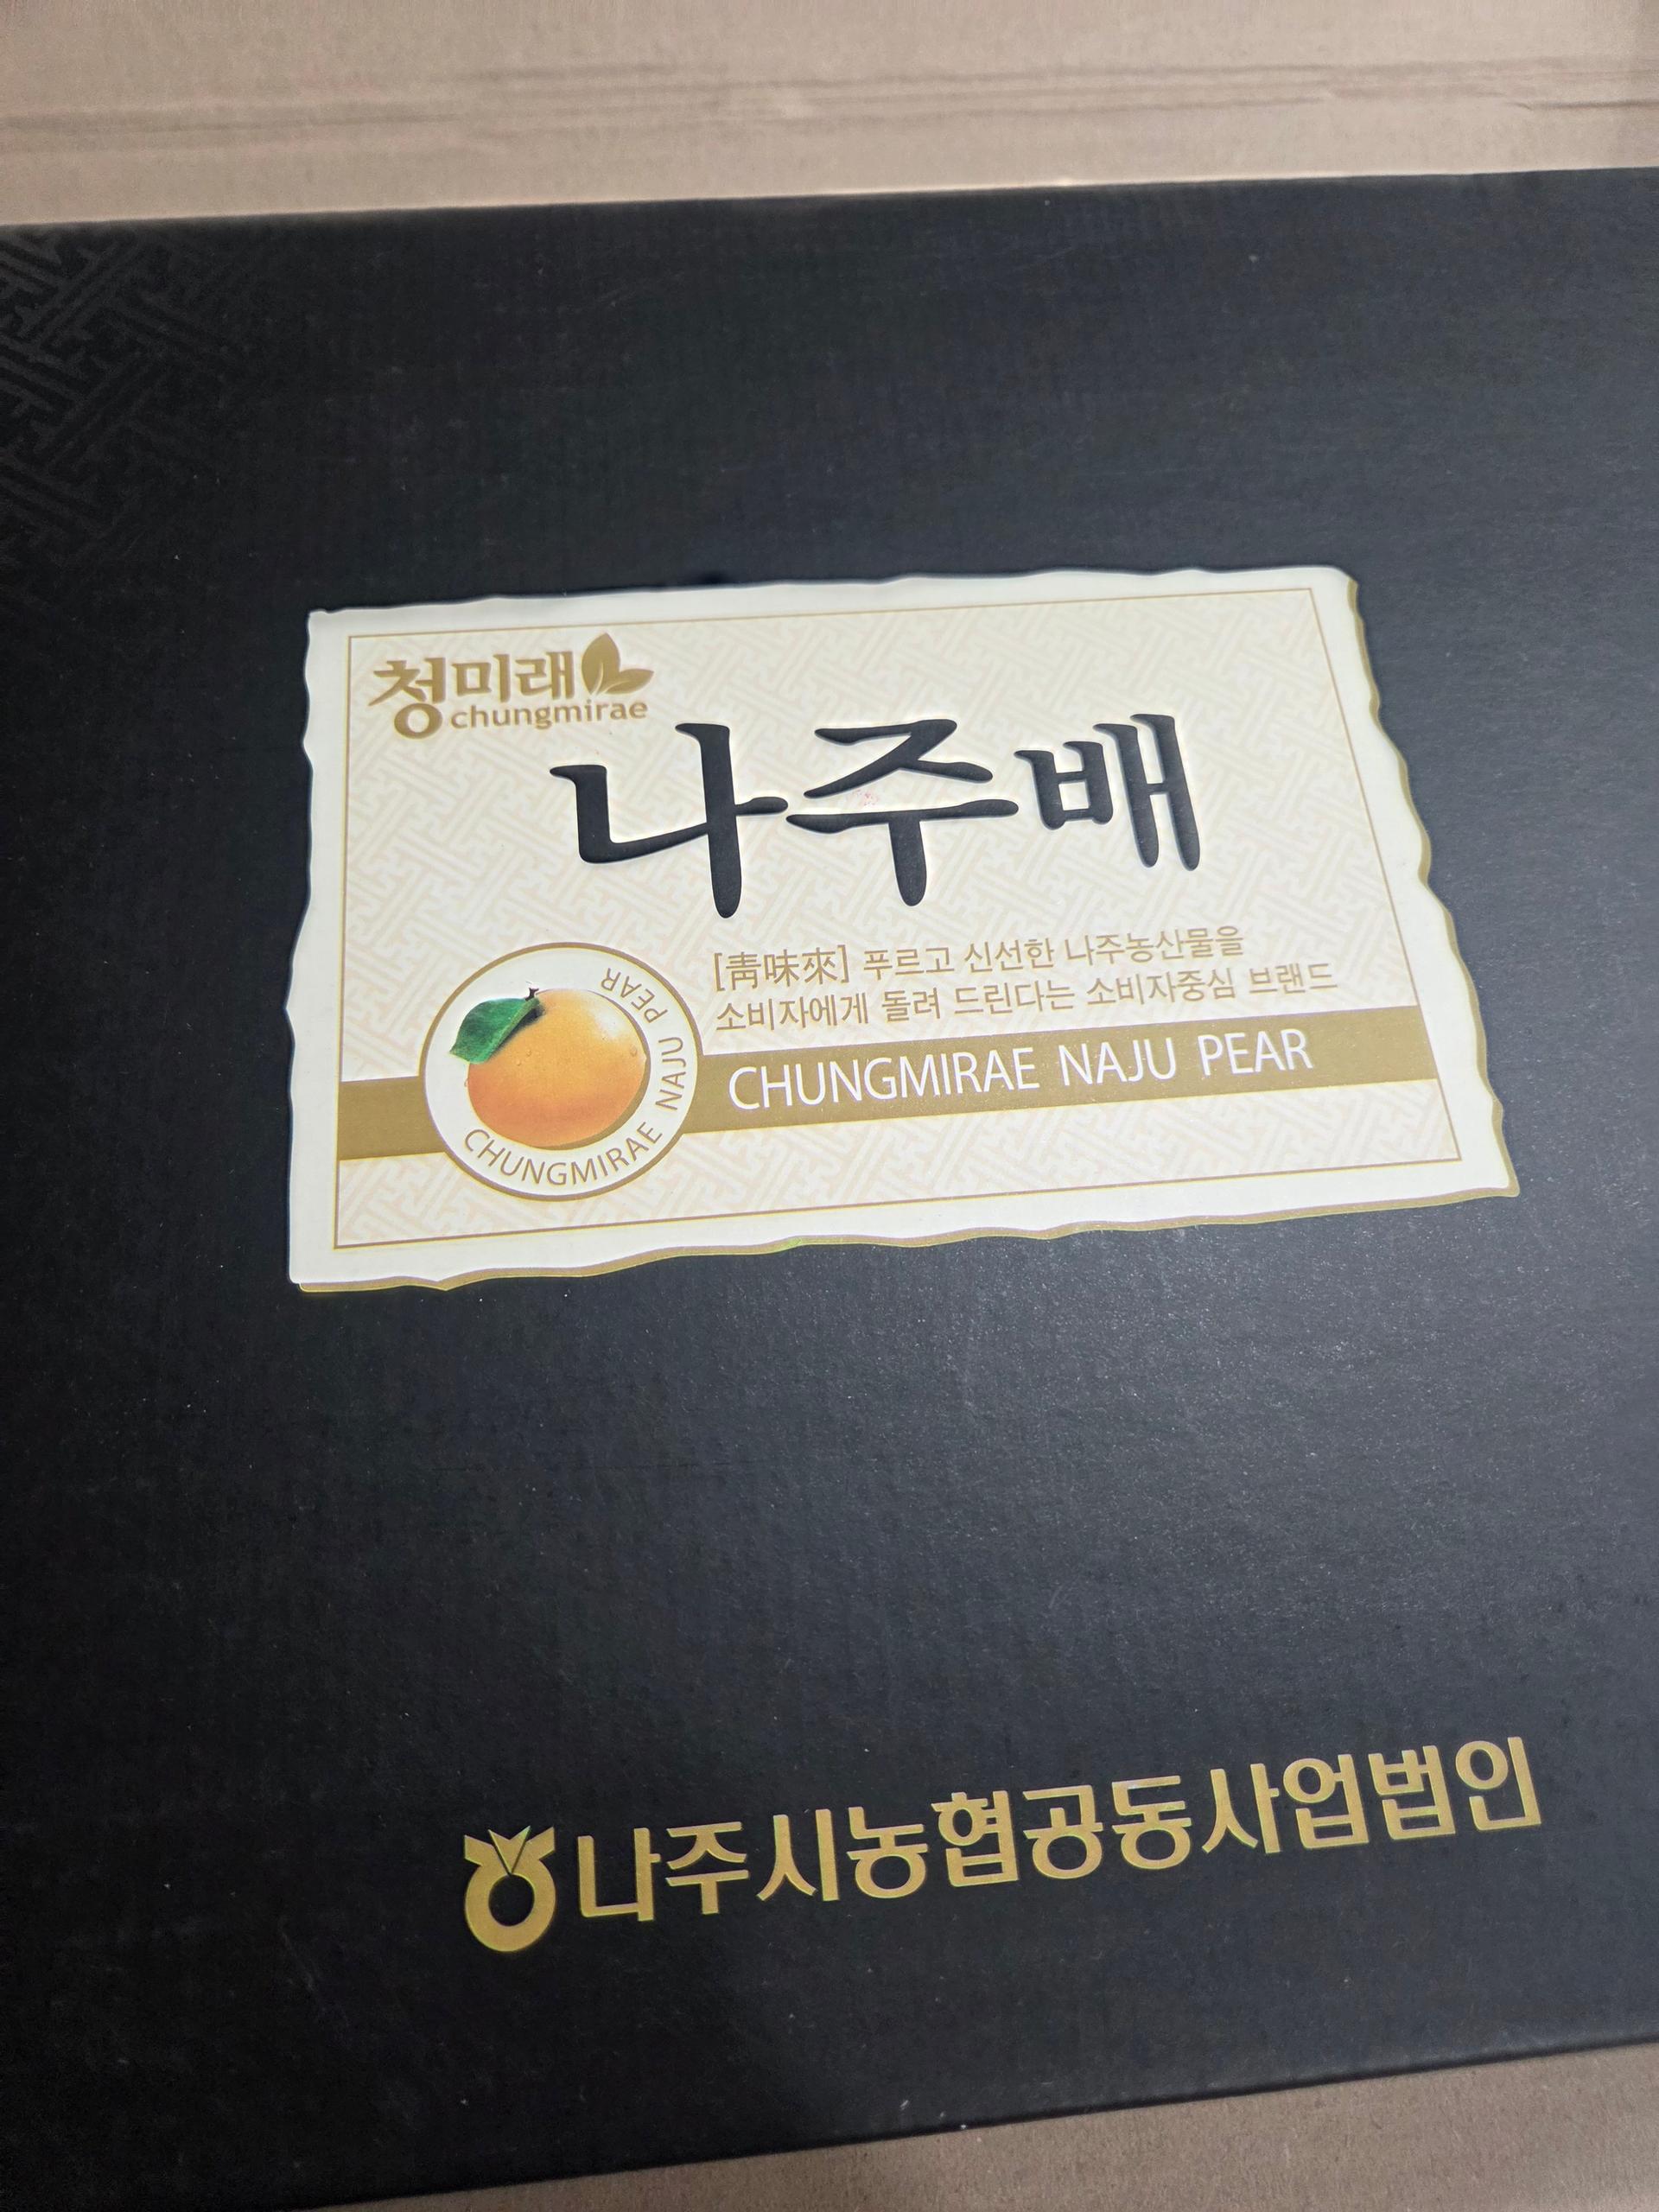 청미래
chungmirae
나주배
[靑味來] 푸르고 신선한 나주농산물을
소비자에게 돌려 드린다는 소비자중심 브랜드
CHUNGMIRAE NAJU PEAR
CHUNGMIRAE NAJU PEAR
나주시농협공동사업법인